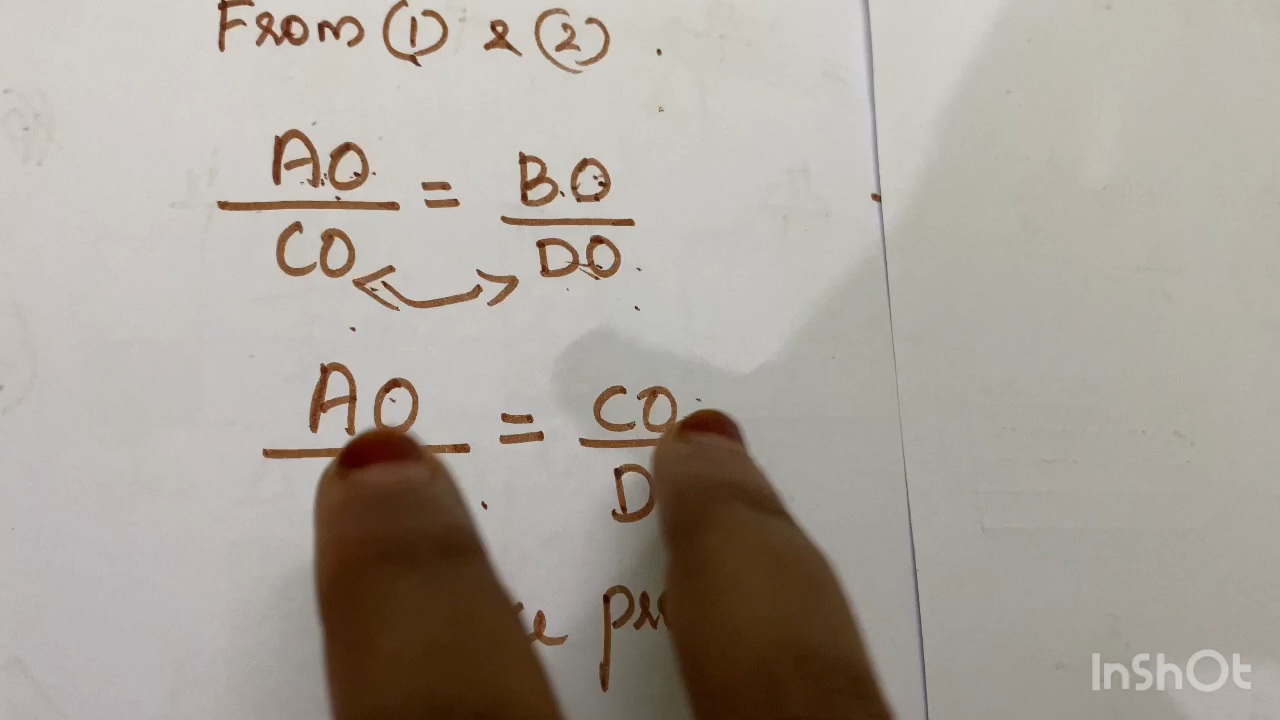 From (1) & (2).
AO/CO = BO/DO
AO = CO
InShOt